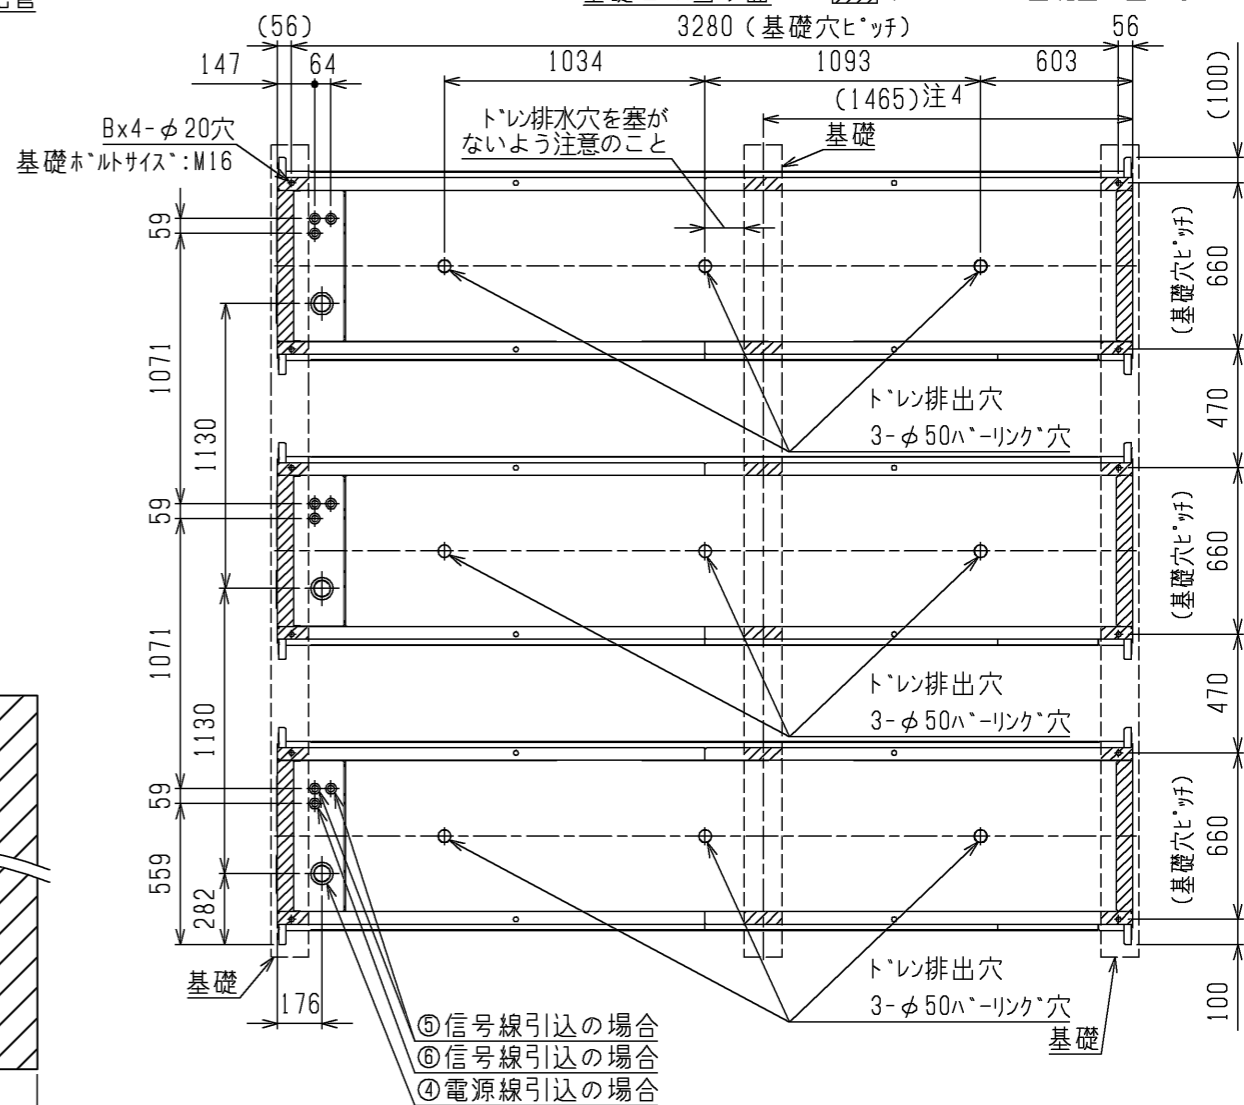 (56)
3280 (基礎穴ピッチ)
56
147
64
1034
1093
603
(100)
(1465)注4
ドレン排水穴を塞が
ないよう注意のこと
基礎
Bx4-φ20穴
基礎ボルトサイズ:M16
59
(基礎穴ピッチ)
660
1071
1130
470
ドレン排出穴
3-φ50バーリング穴
59
(基礎穴ピッチ)
660
1071
1130
470
ドレン排出穴
3-φ50バーリング穴
59
(基礎穴ピッチ)
660
559
282
基礎
176
ドレン排出穴
3-φ50バーリング穴
100
基礎
⑤信号線引込の場合
⑥信号線引込の場合
④電源線引込の場合